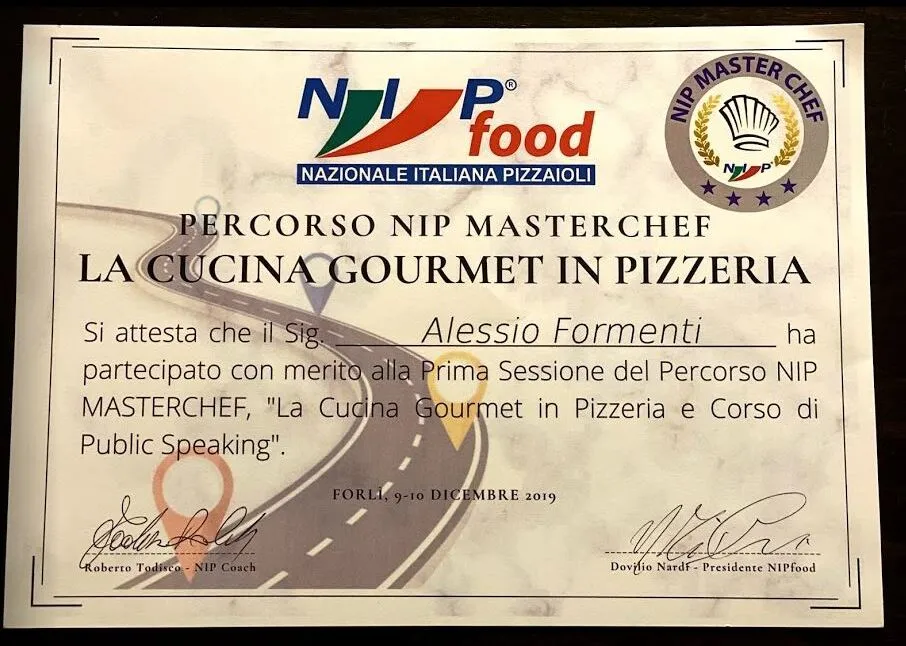 NIP®
food
NAZIONALE ITALIANA PIZZAIOLI
NIP MASTER CHEF
NIP
PERCORSO NIP MASTERCHEF
LA CUCINA GOURMET IN PIZZERIA
Si attesta che il Sig. Alessio Formenti ha
partecipato con merito alla Prima Sessione del Percorso NIP
MASTERCHEF, "La Cucina Gourmet in Pizzeria e Corso di
Public Speaking".
FORLÌ, 9-10 DICEMBRE 2019
Roberto Todisco - NIP Coach
Dovilio Nardi - Presidente NIPfood